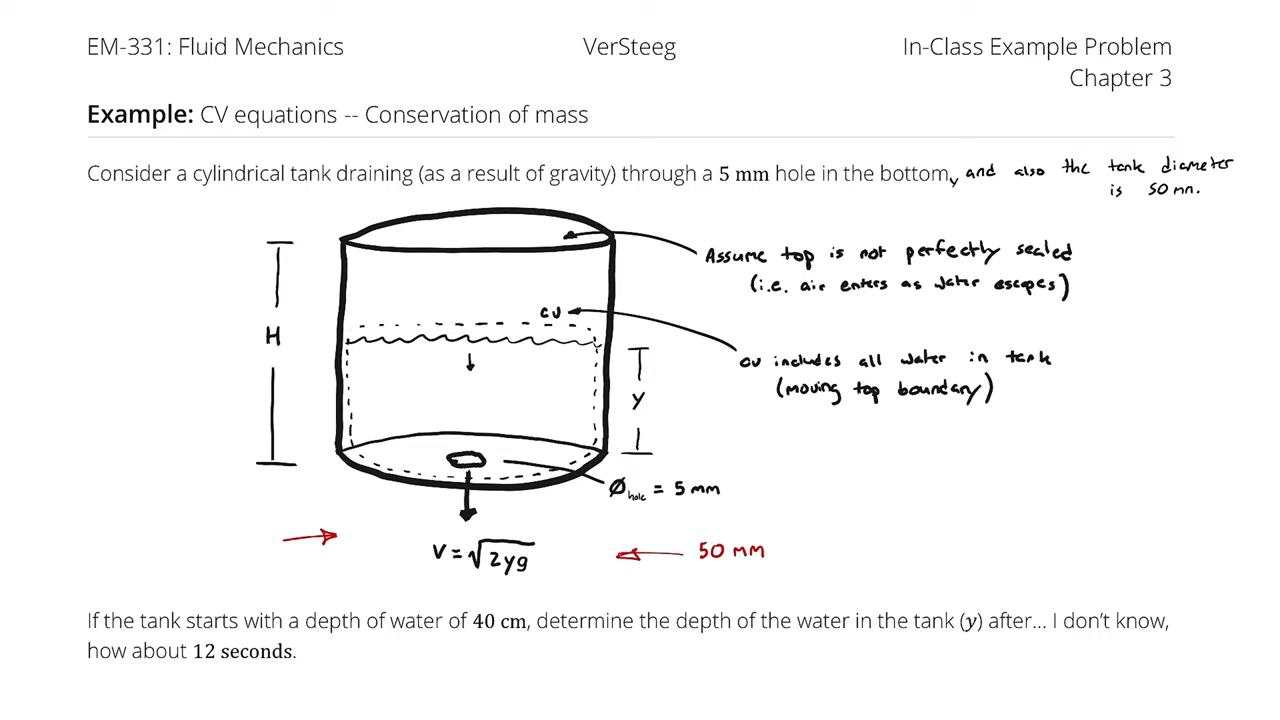 EM-331: Fluid Mechanics VerSteeg In-Class Example Problem
Chapter 3
Example: CV equations -- Conservation of mass
Consider a cylindrical tank draining (as a result of gravity) through a 5 mm hole in the bottom, and also the tank diameter
is 50 mm.
Assume top is not perfectly sealed
(i.e. air enters as water escapes)
CV
H
CV includes all water in tank
(moving top boundary)
y
Ø hole = 5 mm
V = √2yg
50 mm
If the tank starts with a depth of water of 40 cm, determine the depth of the water in the tank (y) after... I don't know,
how about 12 seconds.